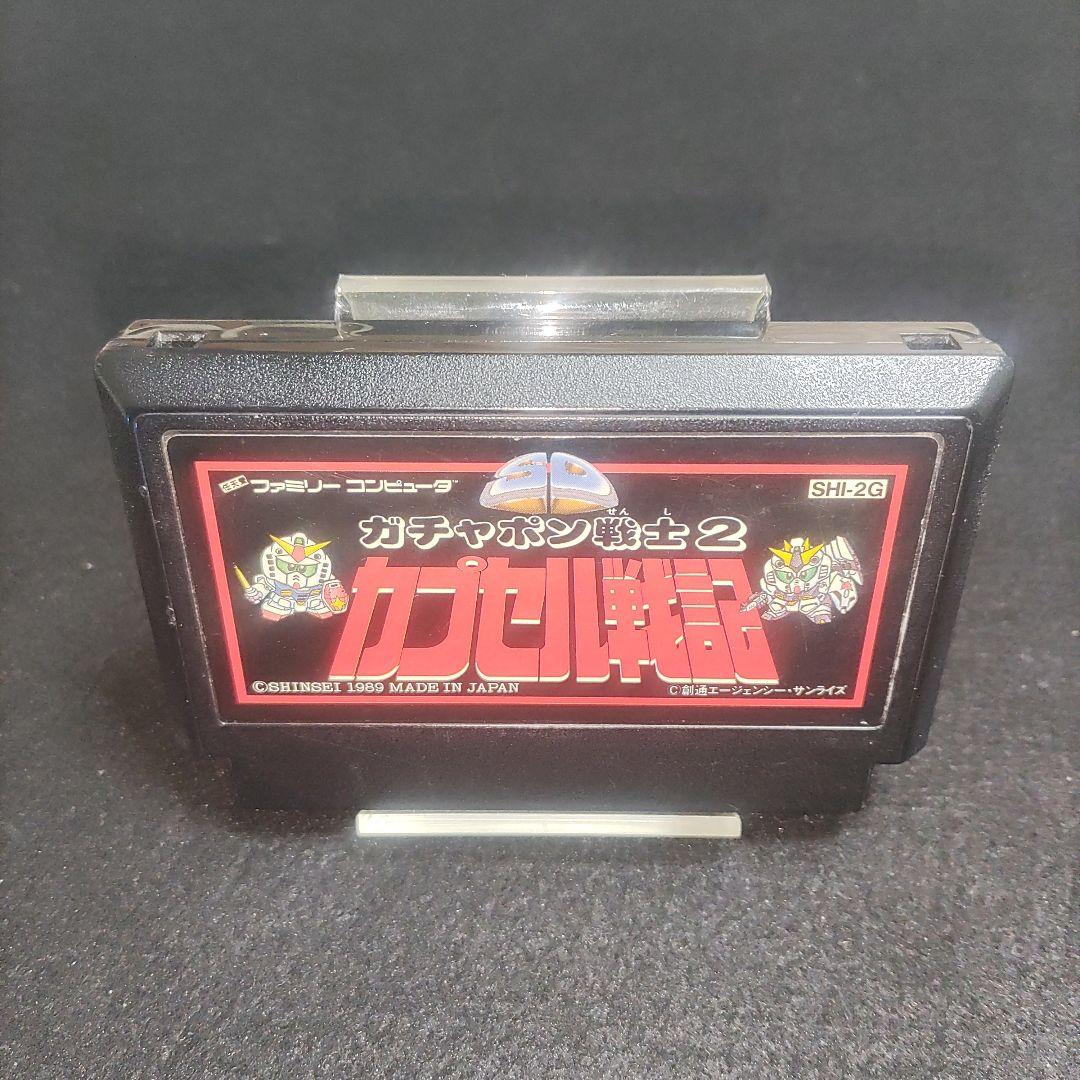 任天堂 ファミリー コンピュータ™
SD
SHI-2G
せん し
ガチャポン戦士2
カプセル戦記
©SHINSEI 1989 MADE IN JAPAN
©創通エージェンシー・サンライズ